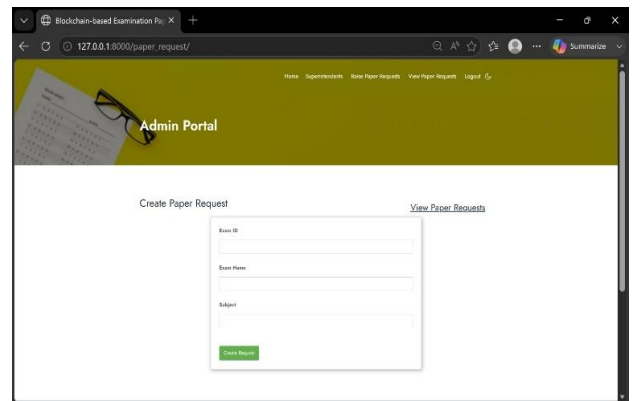 Blockchain-based Examination Pap
127.0.0.1:8000/paper_request/
Summarize
Home Superintendents Raise Paper Requests View Paper Requests Logout
Admin Portal
Create Paper Request
View Paper Requests
Exam ID
Exam Name
Subject
Create Request